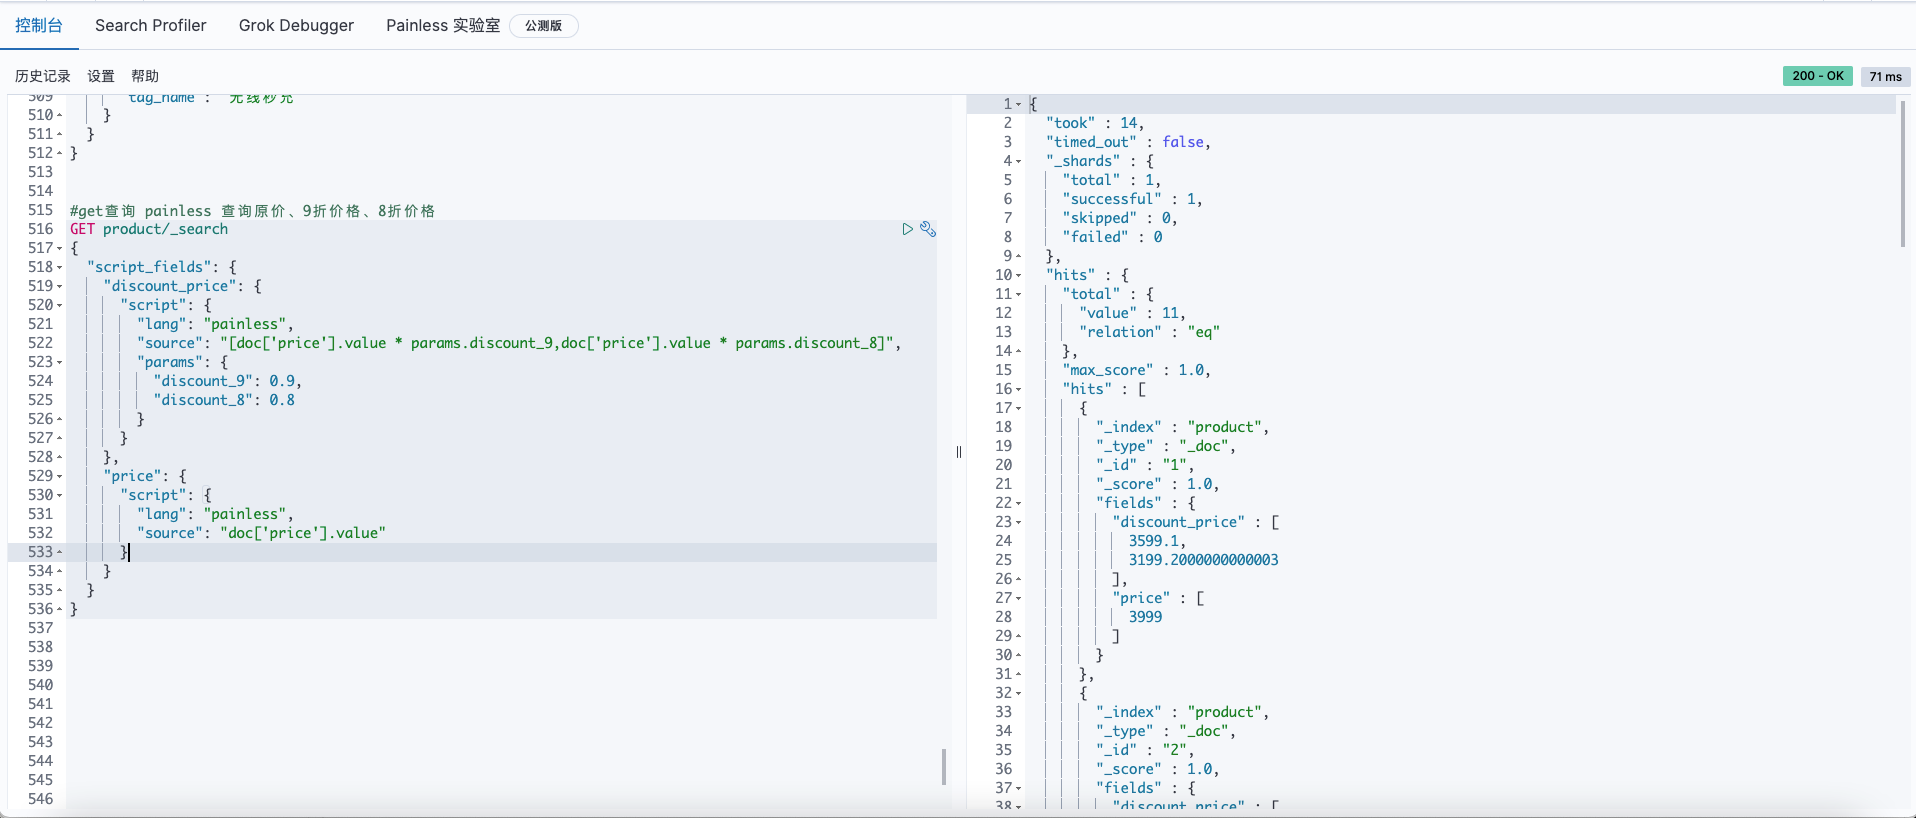 控制台 Search Profiler Grok Debugger Painless 实验室 公测版
历史记录 设置 帮助
200 - OK 71 ms
509 "tag_name" : "无线秒充"
510 }
511 }
512 }
513
514
515 #get查询 painless 查询原价、9折价格、8折价格
516 GET product/_search
517 {
518 "script_fields": {
519 "discount_price": {
520 "script": {
521 "lang": "painless",
522 "source": "[doc['price'].value * params.discount_9,doc['price'].value * params.discount_8]",
523 "params": {
524 "discount_9": 0.9,
525 "discount_8": 0.8
526 }
527 }
528 },
529 "price": {
530 "script": {
531 "lang": "painless",
532 "source": "doc['price'].value"
533 }
534 }
535 }
536 }
537
538
539
540
541
542
543
544
545
546
1 {
2 "took" : 14,
3 "timed_out" : false,
4 "_shards" : {
5 "total" : 1,
6 "successful" : 1,
7 "skipped" : 0,
8 "failed" : 0
9 },
10 "hits" : {
11 "total" : {
12 "value" : 11,
13 "relation" : "eq"
14 },
15 "max_score" : 1.0,
16 "hits" : [
17 {
18 "_index" : "product",
19 "_type" : "_doc",
20 "_id" : "1",
21 "_score" : 1.0,
22 "fields" : {
23 "discount_price" : [
24 3599.1,
25 3199.2000000000003
26 ],
27 "price" : [
28 3999
29 ]
30 }
31 },
32 {
33 "_index" : "product",
34 "_type" : "_doc",
35 "_id" : "2",
36 "_score" : 1.0,
37 "fields" : {
38 "discount_price" : [